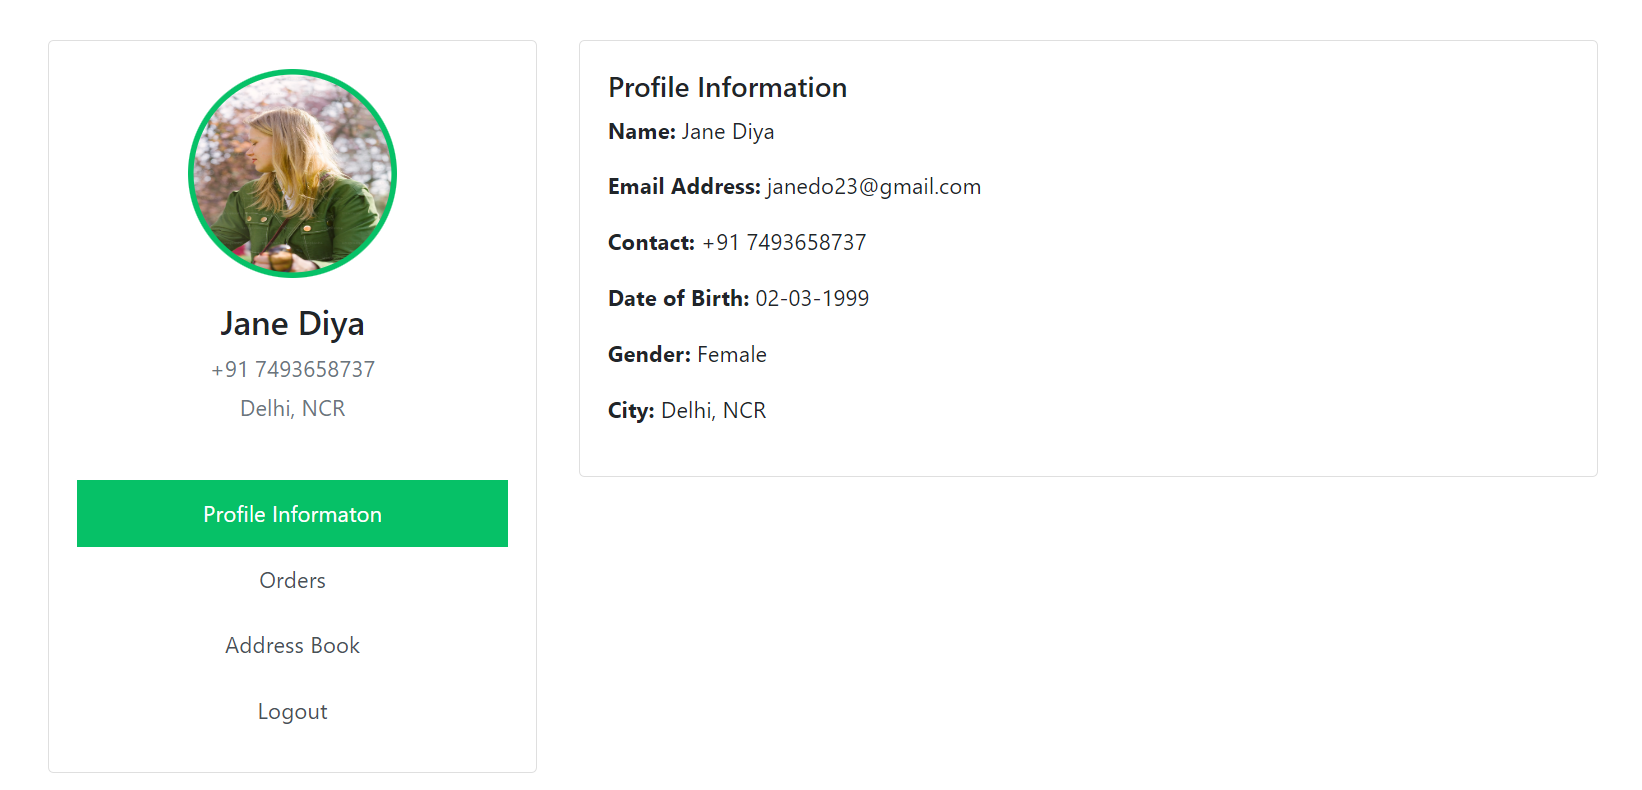 Jane Diya
+91 7493658737
Delhi, NCR
Profile Informaton
Orders
Address Book
Logout
Profile Information
Name: Jane Diya
Email Address: janedo23@gmail.com
Contact: +91 7493658737
Date of Birth: 02-03-1999
Gender: Female
City: Delhi, NCR